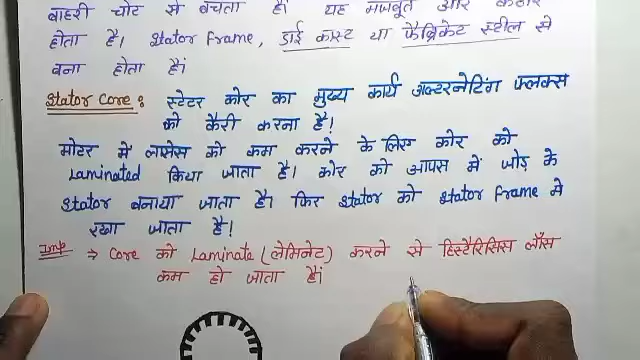 बाहरी चोट से बचता है। यह मजबूत और कठोर
होता है। Stator Frame, डाई कास्ट या फैब्रिकेट स्टील से
बना होता है।
Stator Core : स्टेटर कोर का मुख्य कार्य अल्टरनेटिंग फ्लक्स
को कैरी करना है।
मोटर में लासेस को कम करने के लिए कोर को
Laminated किया जाता है। कोर को आपस में जोड़ के
Stator बनाया जाता है। फिर Stator को Stator Frame में
रखा जाता है।
Imp ⇒ Core को Laminate (लेमिनेट) करने से हिस्टैरिसिस लौस
कम हो जाता है।